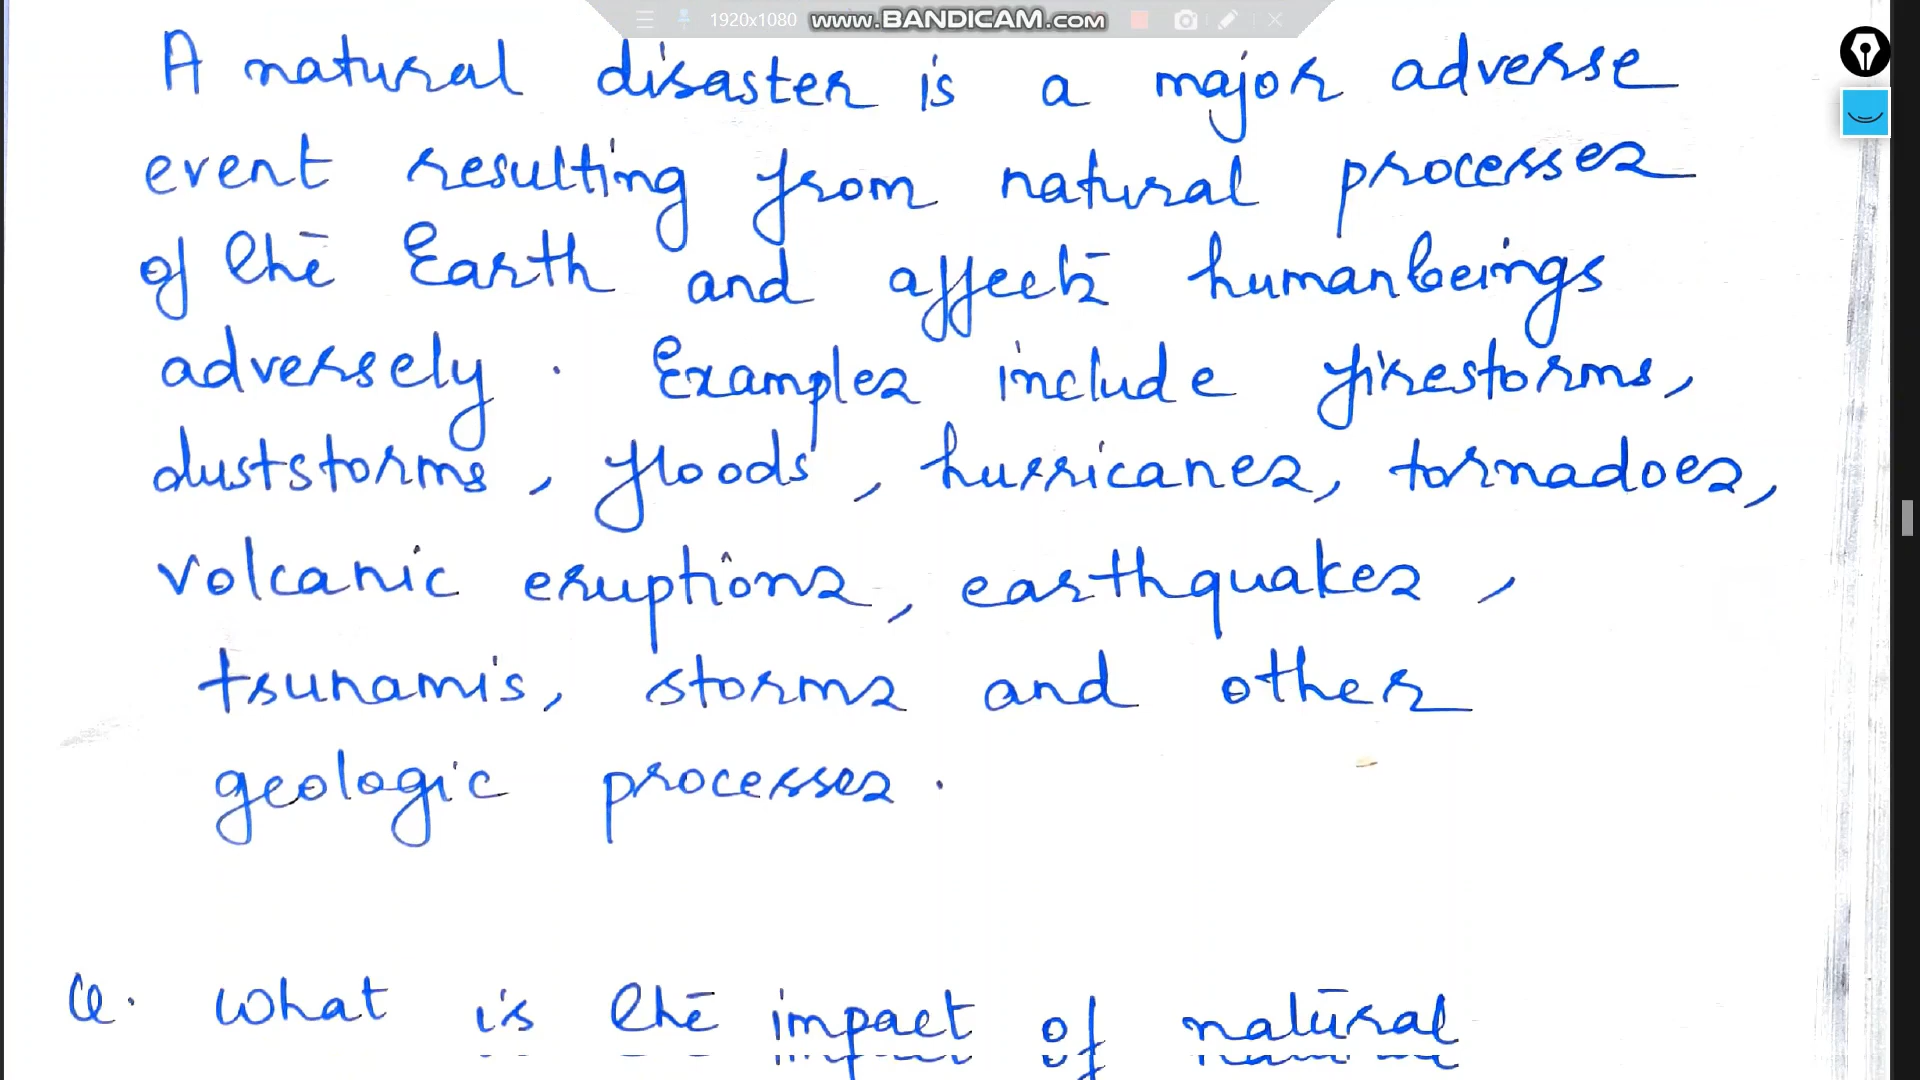 1920x1080 www.BANDICAM.com
A natural disaster is a major adverse
event resulting from natural processes
of the Earth and affects humanbeings
adversely. Examples include firestorms,
duststorms, floods, hurricanes, tornadoes,
volcanic eruptions, earthquakes,
tsunamis, storms and other
geologic processes.
Q. What is the impact of natural